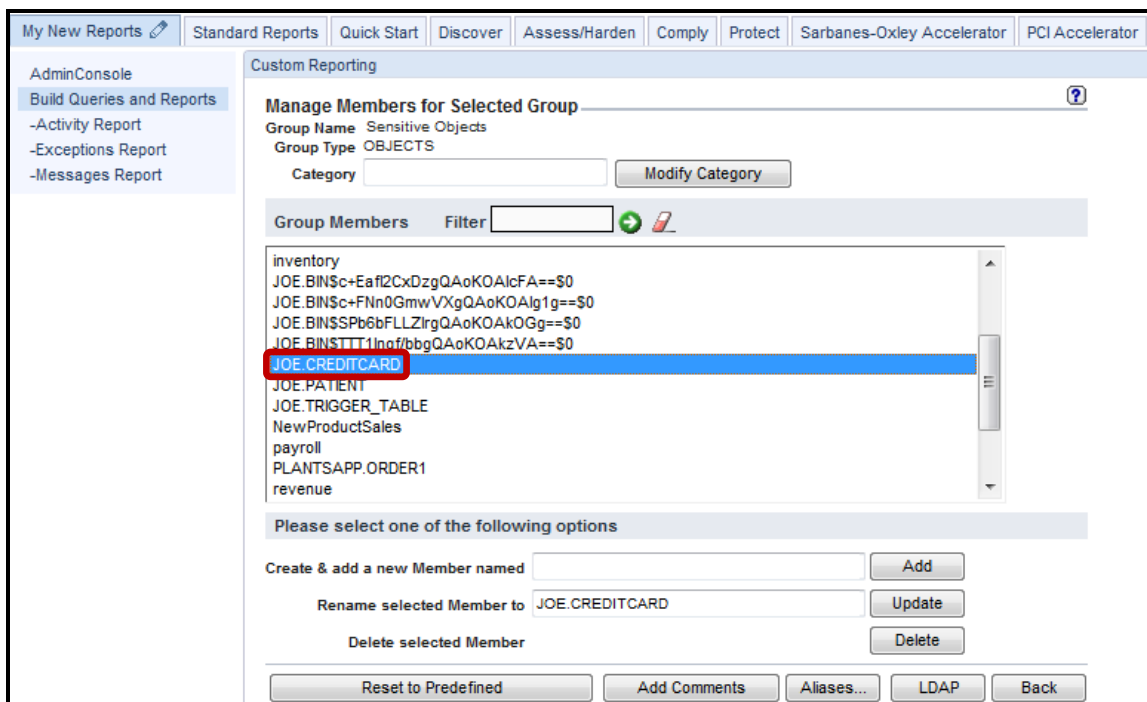 My New Reports Standard Reports Quick Start Discover Assess/Harden Comply Protect Sarbanes-Oxley Accelerator PCI Accelerator
AdminConsole
Build Queries and Reports
-Activity Report
-Exceptions Report
-Messages Report
Custom Reporting
Manage Members for Selected Group
?
Group Name Sensitive Objects
Group Type OBJECTS
Category Modify Category
Group Members Filter
inventory
JOE.BIN$c+Eafl2CxDzgQAoKOAlcFA==$0
JOE.BIN$c+FNn0GmwVXgQAoKOAlg1g==$0
JOE.BIN$SPb6bFLLZIrgQAoKOAkOGg==$0
JOE.BIN$TTT1Ingf/bbgQAoKOAkzVA==$0
JOE.CREDITCARD
JOE.PATIENT
JOE.TRIGGER_TABLE
NewProductSales
payroll
PLANTSAPP.ORDER1
revenue
Please select one of the following options
Create & add a new Member named Add
Rename selected Member to JOE.CREDITCARD Update
Delete selected Member Delete
Reset to Predefined Add Comments Aliases... LDAP Back